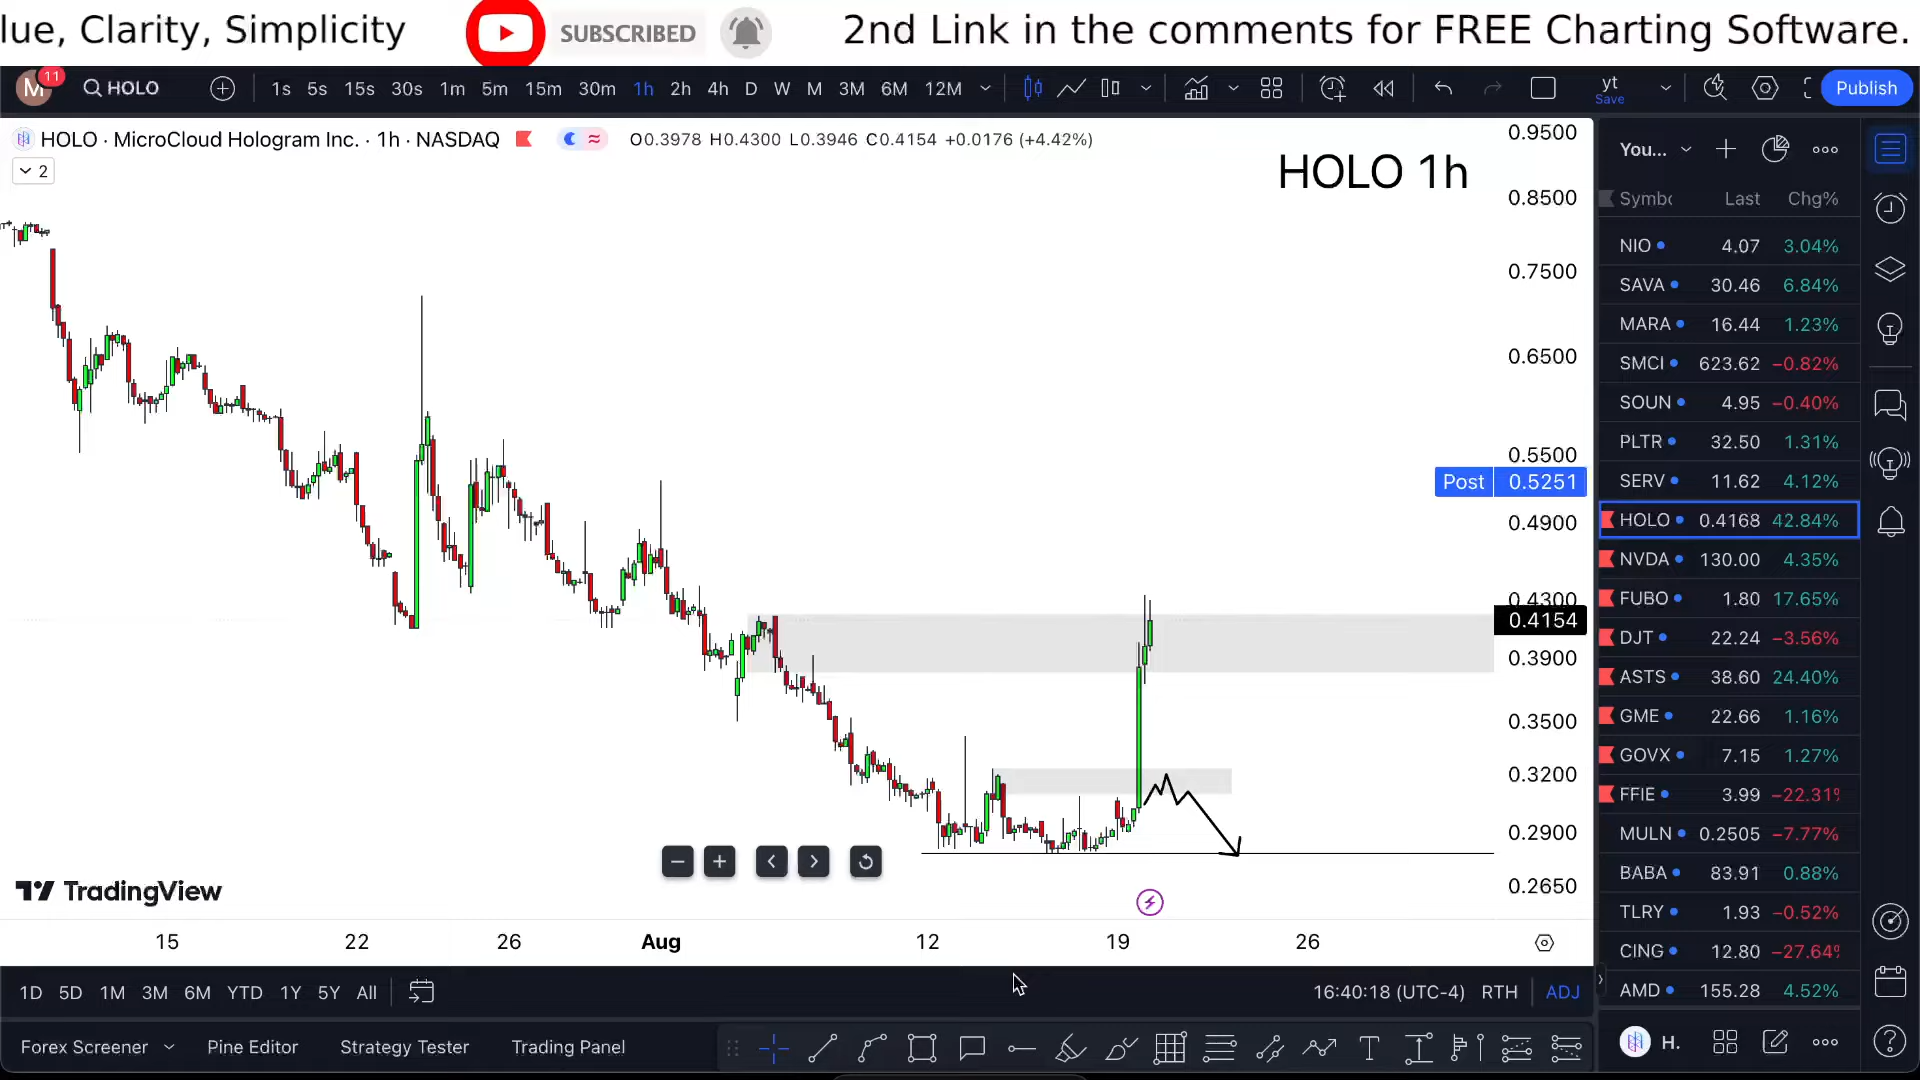 lue, Clarity, Simplicity
SUBSCRIBED
2nd Link in the comments for FREE Charting Software.
M 11 HOLO 1s 5s 15s 30s 1m 5m 15m 30m 1h 2h 4h D W M 3M 6M 12M yt Save Publish
HOLO · MicroCloud Hologram Inc. · 1h · NASDAQ O0.3978 H0.4300 L0.3946 C0.4154 +0.0176 (+4.42%)
2
HOLO 1h
0.9500
0.8500
0.7500
0.6500
0.5500
Post 0.5251
0.4900
0.4300
0.4154
0.3900
0.3500
0.3200
0.2900
0.2650
TradingView
15 22 26 Aug 12 19 26
1D 5D 1M 3M 6M YTD 1Y 5Y All
16:40:18 (UTC-4) RTH ADJ
Forex Screener Pine Editor Strategy Tester Trading Panel
You...
Symbo Last Chg%
NIO 4.07 3.04%
SAVA 30.46 6.84%
MARA 16.44 1.23%
SMCI 623.62 −0.82%
SOUN 4.95 −0.40%
PLTR 32.50 1.31%
SERV 11.62 4.12%
HOLO 0.4168 42.84%
NVDA 130.00 4.35%
FUBO 1.80 17.65%
DJT 22.24 −3.56%
ASTS 38.60 24.40%
GME 22.66 1.16%
GOVX 7.15 1.27%
FFIE 3.99 −22.31%
MULN 0.2505 −7.77%
BABA 83.91 0.88%
TLRY 1.93 −0.52%
CING 12.80 −27.64%
AMD 155.28 4.52%
H.